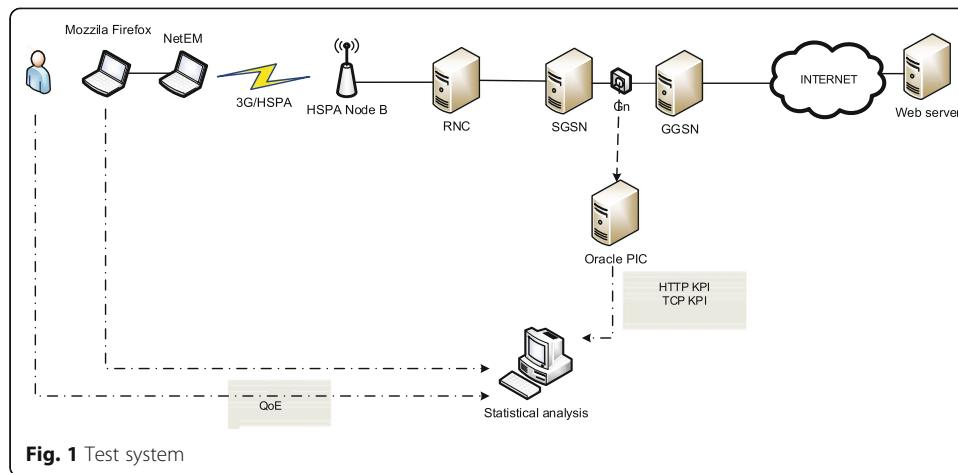 Mozzila Firefox
NetEM
3G/HSPA
HSPA Node B
RNC
SGSN
Gn
GGSN
INTERNET
Web server
Oracle PIC
HTTP KPI
TCP KPI
QoE
Statistical analysis
Fig. 1 Test system